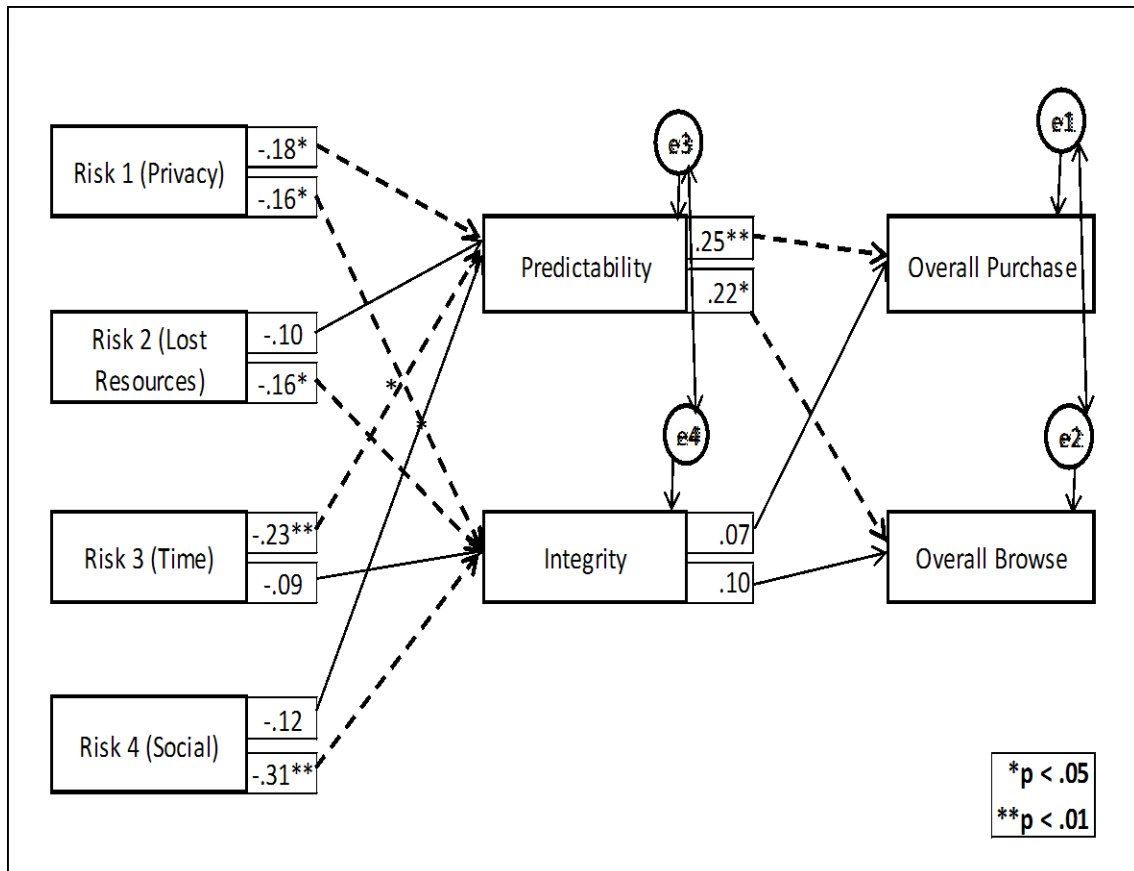 e1
e3
-.18*
Risk 1 (Privacy)
-.16*
.25**
Predictability
Overall Purchase
.22*
-.10
Risk 2 (Lost
Resources)
-.16*
*
*
e4
e2
-.23**
Risk 3 (Time)
-.09
.07
Integrity
Overall Browse
.10
-.12
Risk 4 (Social)
-.31**
*p < .05
**p < .01